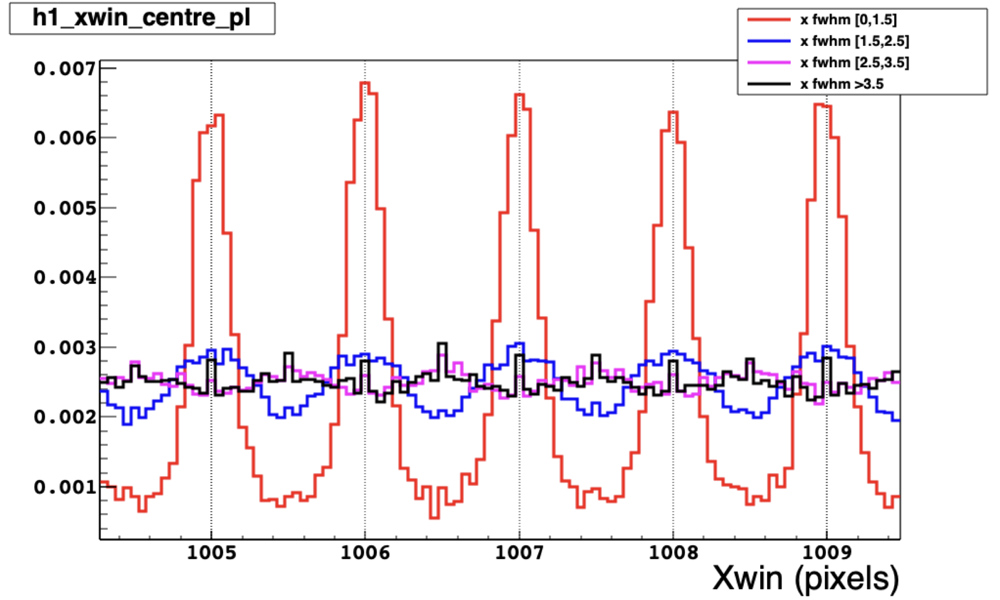 h1_xwin_centre_pl
x fwhm [0,1.5]
x fwhm [1.5,2.5]
x fwhm [2.5,3.5]
x fwhm >3.5
0.007
0.006
0.005
0.004
0.003
0.002
0.001
1005 1006 1007 1008 1009
Xwin (pixels)